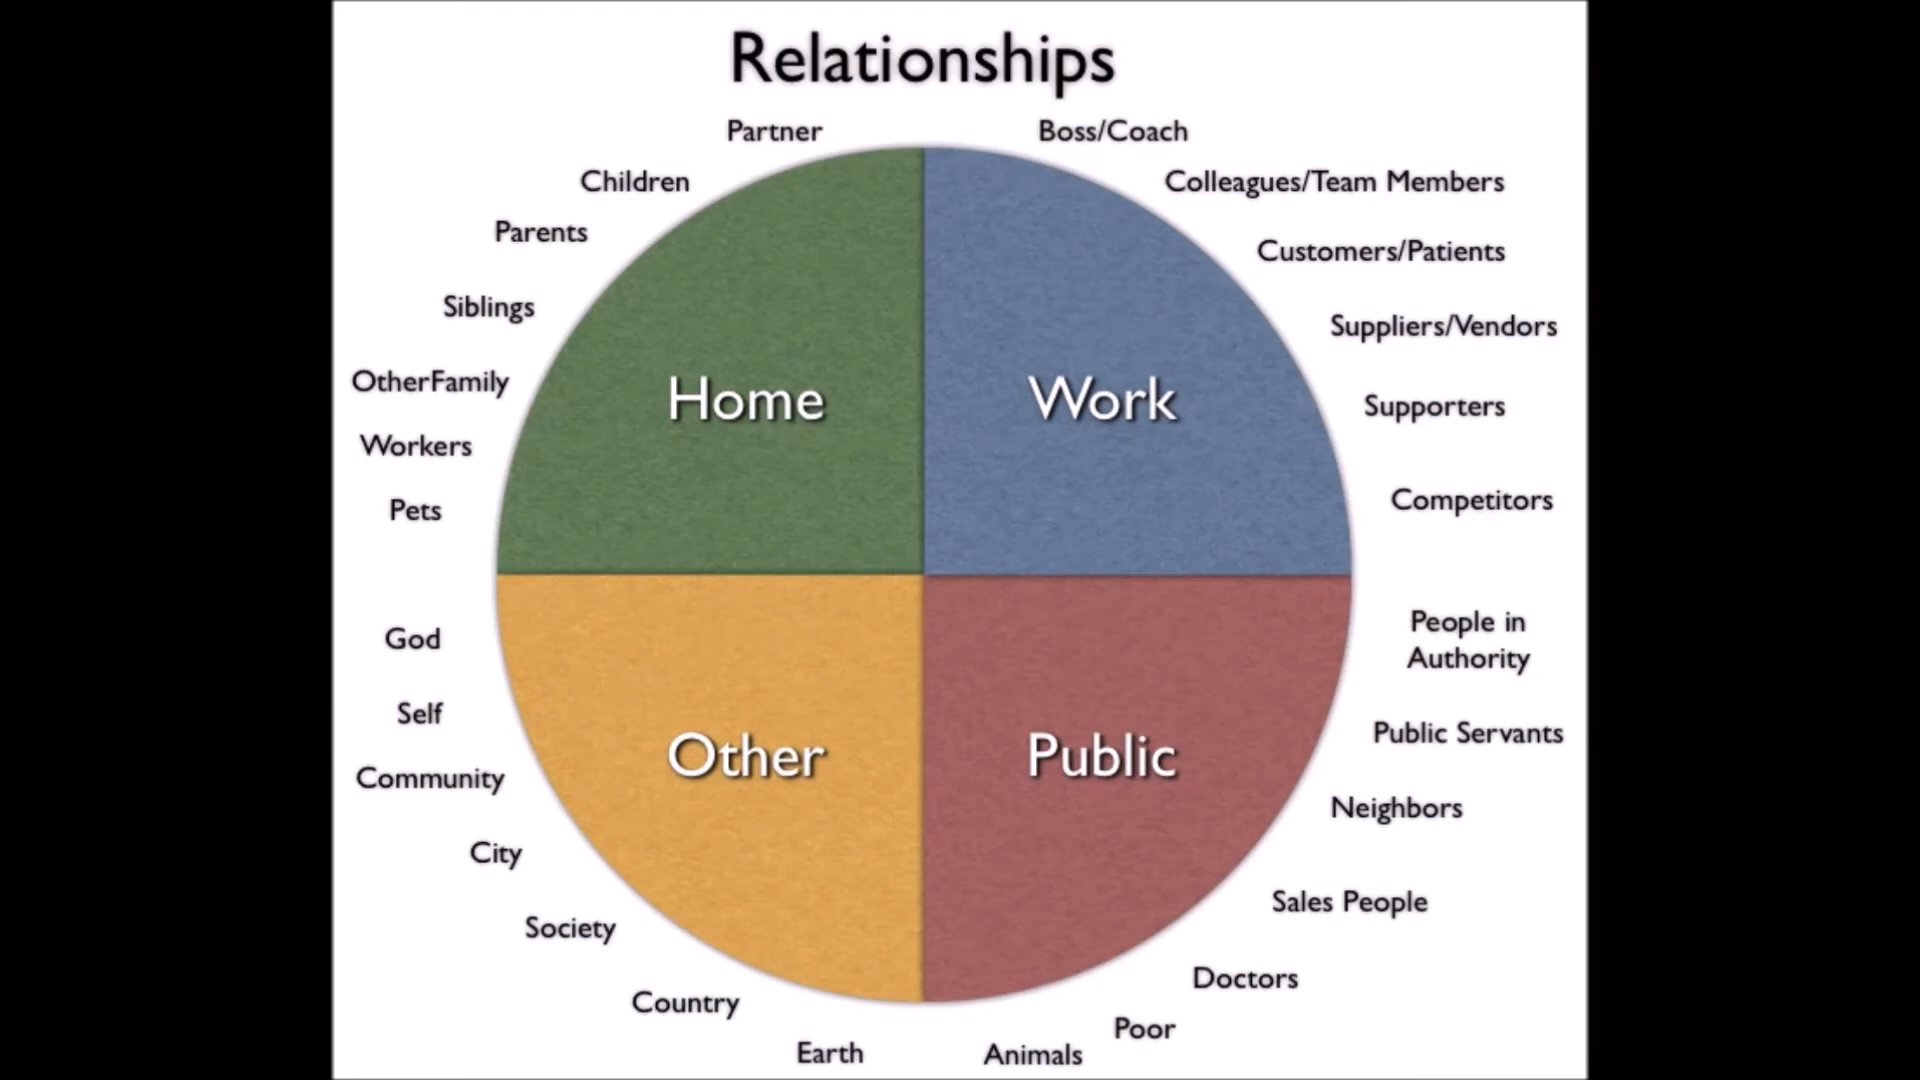 Relationships
Partner
Boss/Coach
Children
Colleagues/Team Members
Parents
Customers/Patients
Siblings
Suppliers/Vendors
OtherFamily
Home
Work
Supporters
Workers
Pets
Competitors
God
People in
Authority
Self
Public Servants
Other
Public
Community
Neighbors
City
Sales People
Society
Doctors
Country
Poor
Earth
Animals